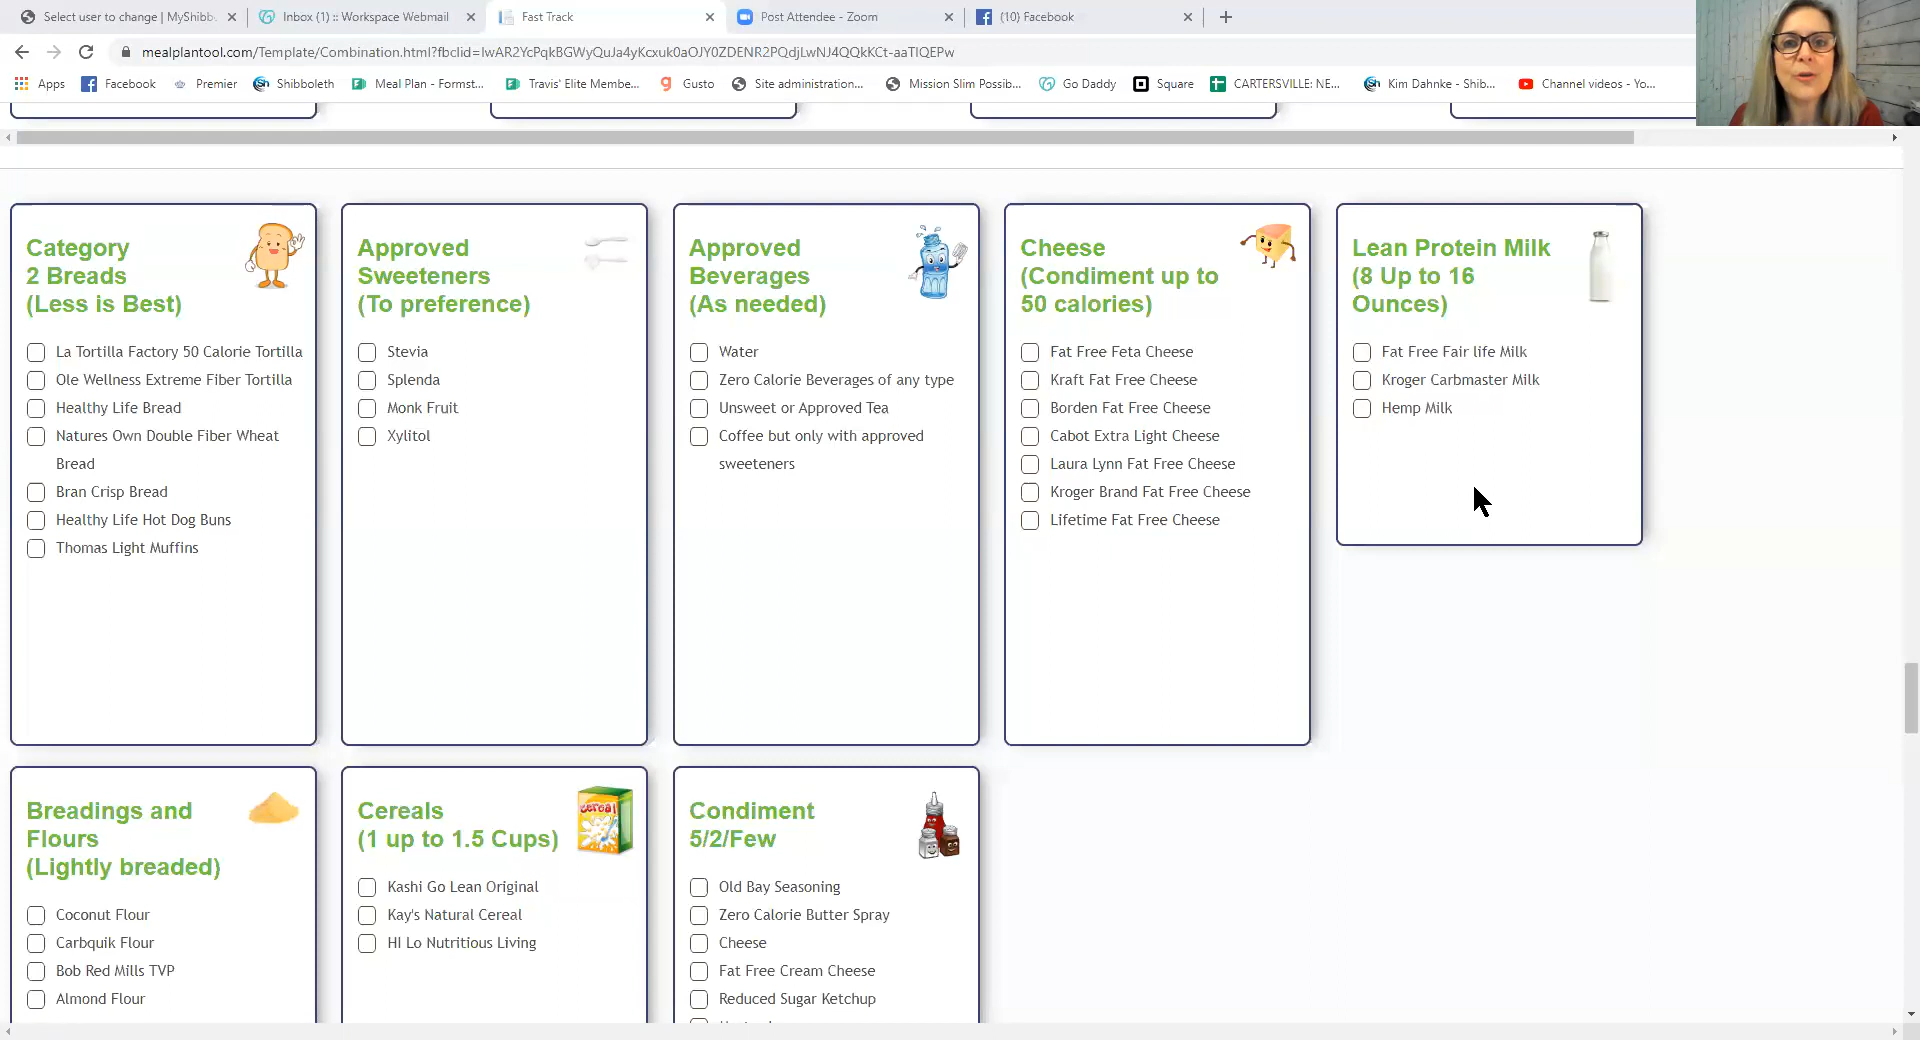 Select user to change | MyShibb
Inbox (1) :: Workspace Webmail
Fast Track
Post Attendee - Zoom
(10) Facebook
mealplantool.com/Template/Combination.html?fbclid=IwAR2YcPqkBGWyQuJa4yKcxuk0aOJY0ZDENR2PQdjLwNJ4QQkKCt-aaTIQEPw
Apps
Facebook
Premier
Shibboleth
Meal Plan - Formst...
Travis' Elite Membe...
Gusto
Site administration...
Mission Slim Possib...
Go Daddy
Square
CARTERSVILLE: NE...
Kim Dahnke - Shib...
Channel videos - Yo...
Category
2 Breads
(Less is Best)
La Tortilla Factory 50 Calorie Tortilla
Ole Wellness Extreme Fiber Tortilla
Healthy Life Bread
Natures Own Double Fiber Wheat
Bread
Bran Crisp Bread
Healthy Life Hot Dog Buns
Thomas Light Muffins
Approved
Sweeteners
(To preference)
Stevia
Splenda
Monk Fruit
Xylitol
Approved
Beverages
(As needed)
Water
Zero Calorie Beverages of any type
Unsweet or Approved Tea
Coffee but only with approved
sweeteners
Cheese
(Condiment up to
50 calories)
Fat Free Feta Cheese
Kraft Fat Free Cheese
Borden Fat Free Cheese
Cabot Extra Light Cheese
Laura Lynn Fat Free Cheese
Kroger Brand Fat Free Cheese
Lifetime Fat Free Cheese
Lean Protein Milk
(8 Up to 16
Ounces)
Fat Free Fair life Milk
Kroger Carbmaster Milk
Hemp Milk
Breadings and
Flours
(Lightly breaded)
Coconut Flour
Carbquik Flour
Bob Red Mills TVP
Almond Flour
Cereals
(1 up to 1.5 Cups)
Cereal
Kashi Go Lean Original
Kay's Natural Cereal
HI Lo Nutritious Living
Condiment
5/2/Few
Old Bay Seasoning
Zero Calorie Butter Spray
Cheese
Fat Free Cream Cheese
Reduced Sugar Ketchup